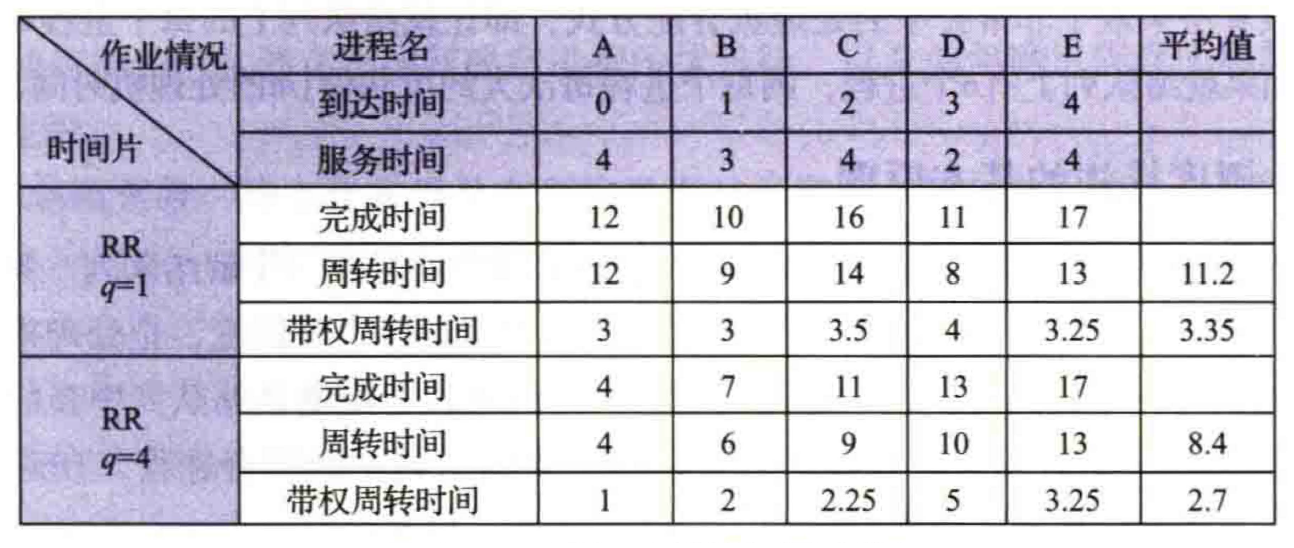 作业情况 进程名 A B C D E 平均值
到达时间 0 1 2 3 4
时间片 服务时间 4 3 4 2 4
RR q=1 完成时间 12 10 16 11 17
周转时间 12 9 14 8 13 11.2
带权周转时间 3 3 3.5 4 3.25 3.35
RR q=4 完成时间 4 7 11 13 17
周转时间 4 6 9 10 13 8.4
带权周转时间 1 2 2.25 5 3.25 2.7